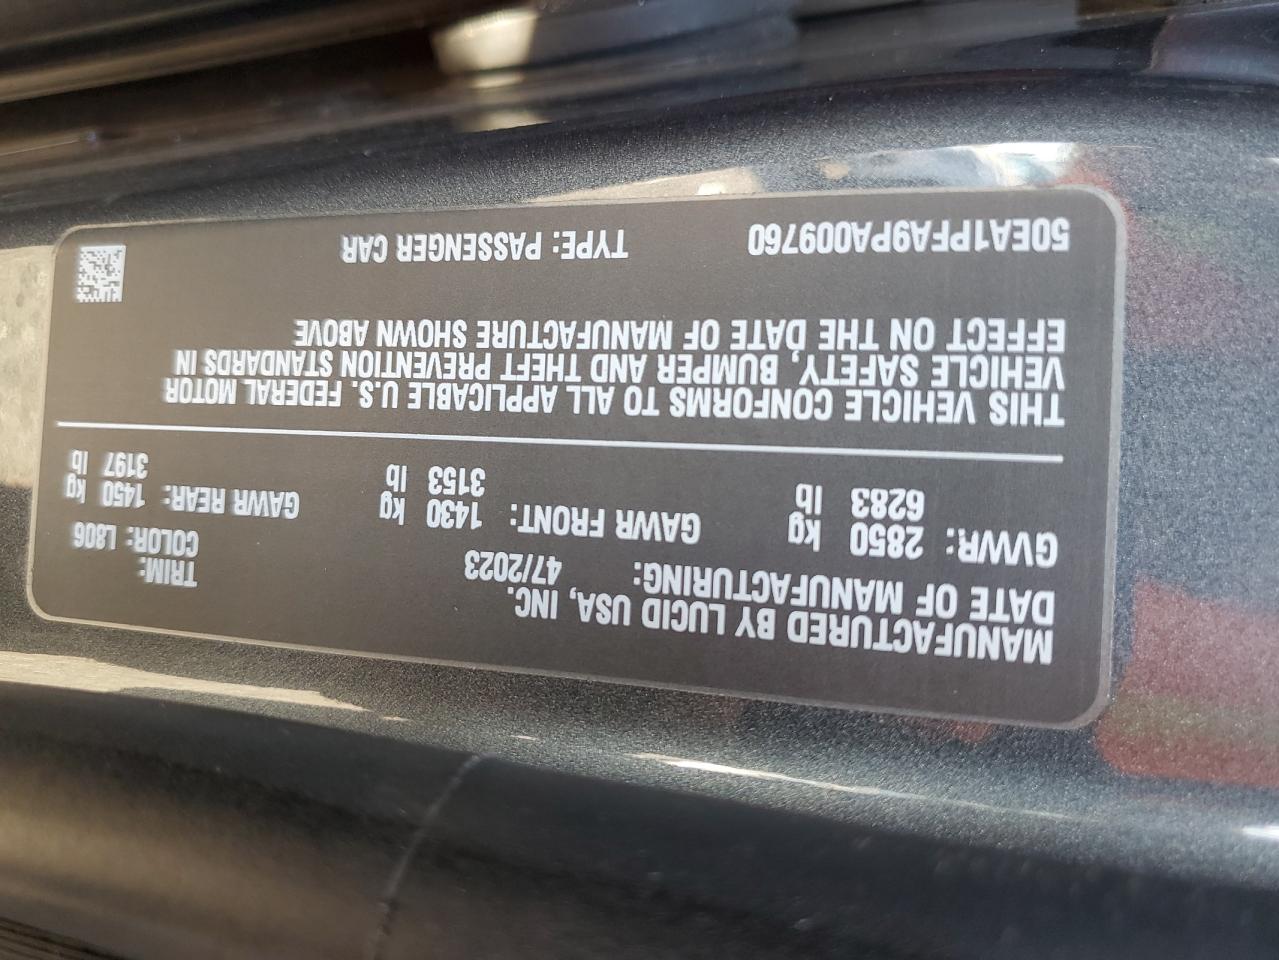 MANUFACTURED BY LUCID USA, INC.
DATE OF MANUFACTURING: 47/2023
TRIM:
COLOR: L806
GVWR: 2850 kg
6283 lb
GAWR FRONT: 1430 kg
3153 lb
GAWR REAR: 1450 kg
3197 lb
THIS VEHICLE CONFORMS TO ALL APPLICABLE U.S. FEDERAL MOTOR
VEHICLE SAFETY, BUMPER AND THEFT PREVENTION STANDARDS IN
EFFECT ON THE DATE OF MANUFACTURE SHOWN ABOVE
50EA1PFA9PA009760 TYPE: PASSENGER CAR